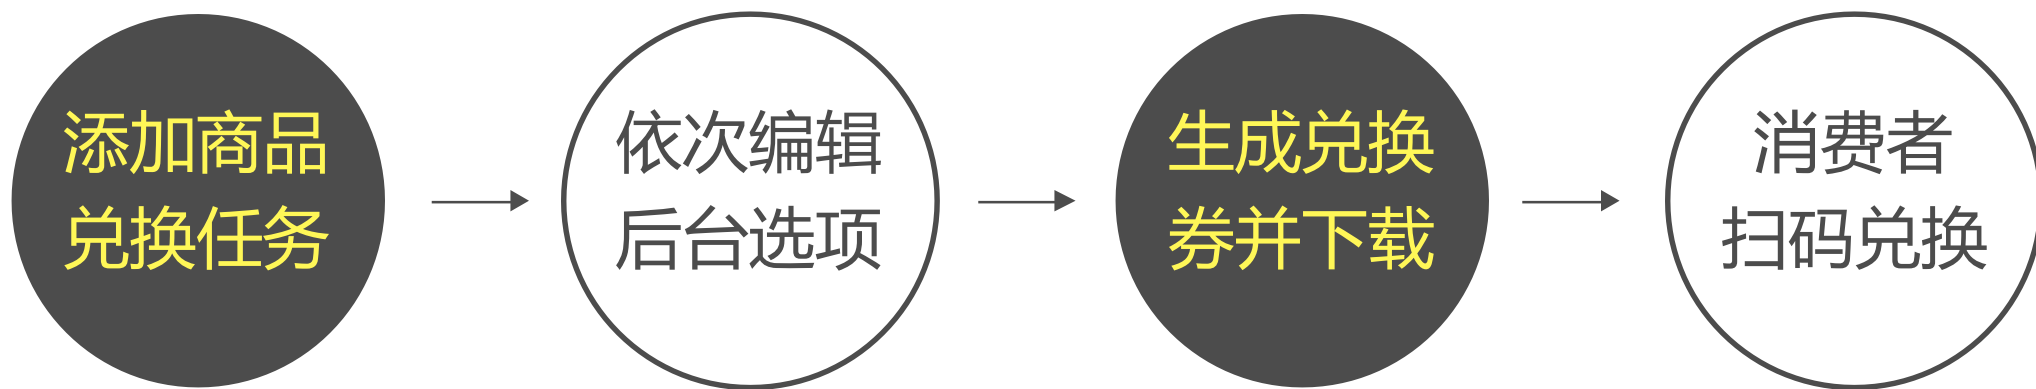 添加商品
兑换任务
依次编辑
后台选项
生成兑换
券并下载
消费者
扫码兑换